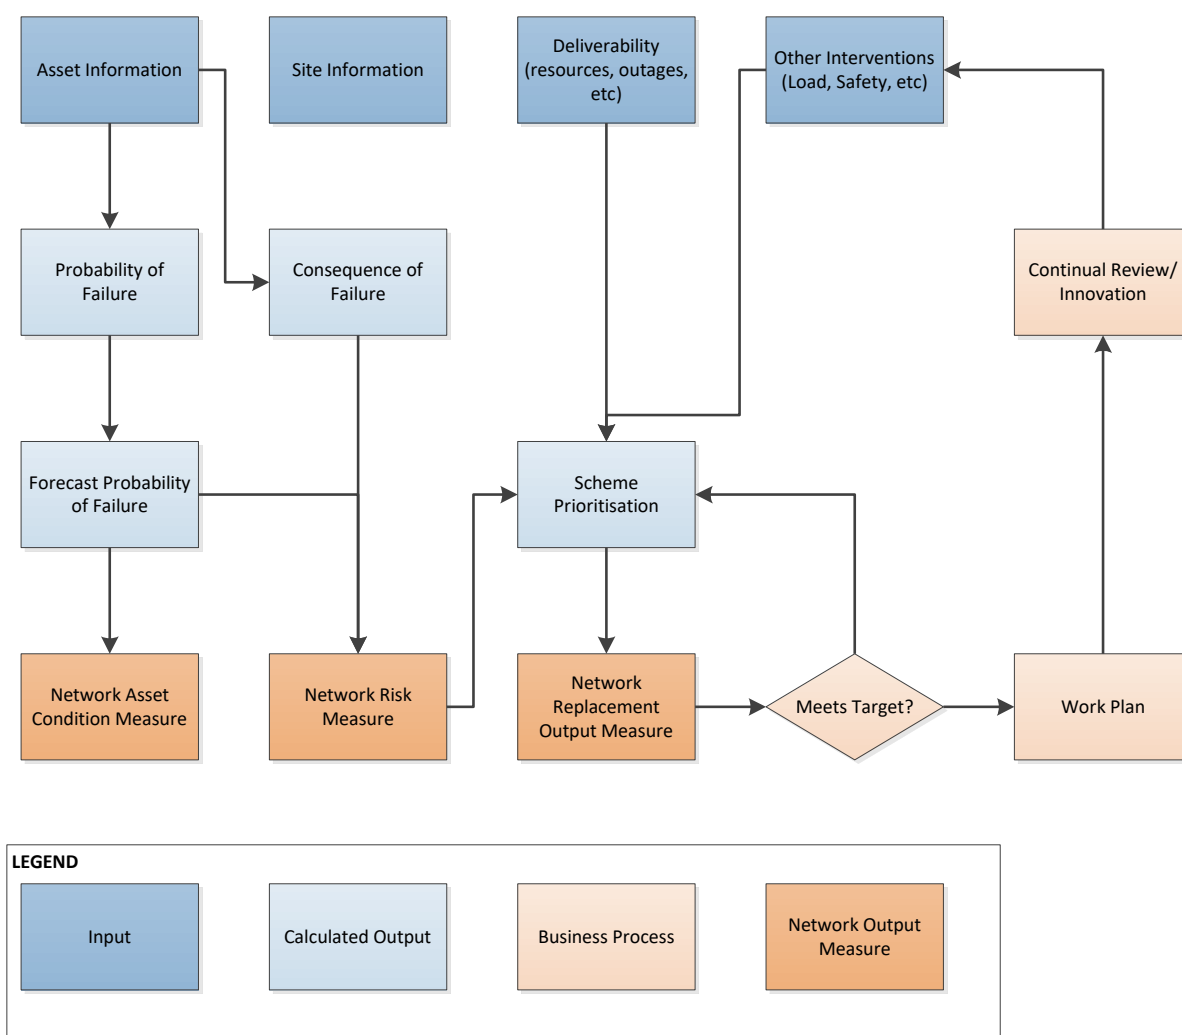 Asset Information
Site Information
Deliverability
(resources, outages,
etc)
Other Interventions
(Load, Safety, etc)
Probability of
Failure
Consequence of
Failure
Continual Review/
Innovation
Forecast Probability
of Failure
Scheme
Prioritisation
Network Asset
Condition Measure
Network Risk
Measure
Network
Replacement
Output Measure
Meets Target?
Work Plan
LEGEND
Input
Calculated Output
Business Process
Network Output
Measure